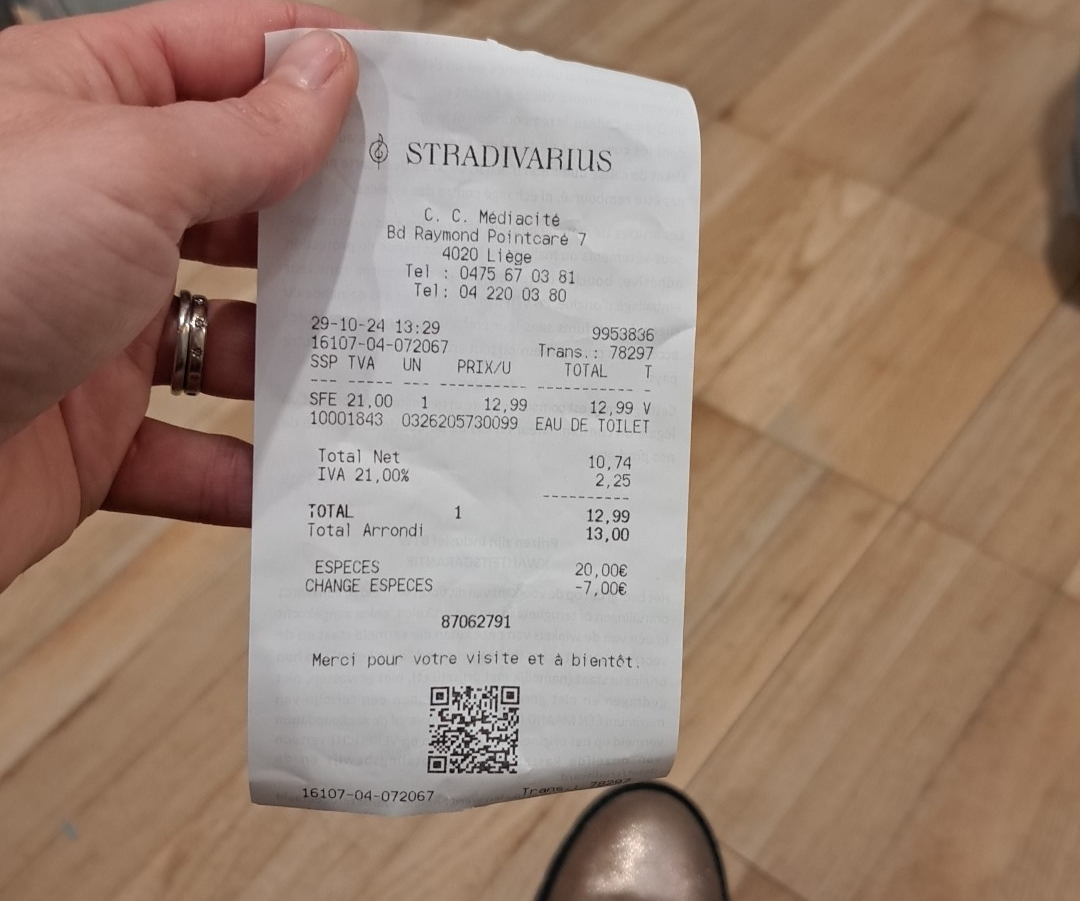 STRADIVARIUS
C. C. Médiacité
Bd Raymond Pointcaré 7
4020 Liège
Tel : 0475 67 03 81
Tel: 04 220 03 80
29-10-24 13:29 9953836
16107-04-072067 Trans.: 78297
SSP TVA UN PRIX/U TOTAL T
--- ----- --- --------- ----------- -
SFE 21,00 1 12,99 12,99 V
10001843 0326205730099 EAU DE TOILET
Total Net 10,74
IVA 21,00% 2,25
----------
TOTAL 1 12,99
Total Arrondi 13,00
ESPECES 20,00€
CHANGE ESPECES -7,00€
87062791
Merci pour votre visite et à bientôt.
16107-04-072067 Trans.: 78297